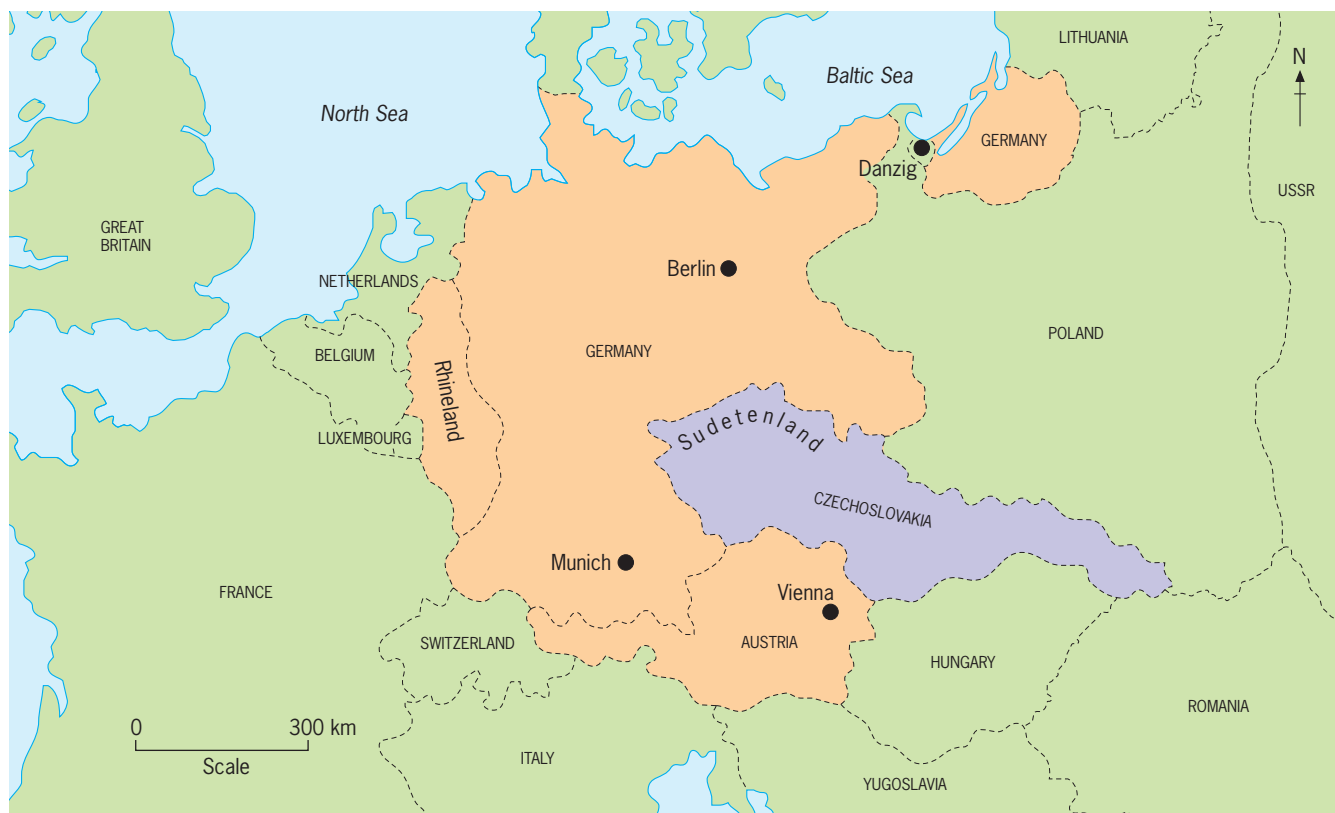 LITHUANIA
N
Baltic Sea
North Sea
GERMANY
Danzig
USSR
GREAT
BRITAIN
Berlin
NETHERLANDS
POLAND
GERMANY
BELGIUM
Rhineland
Sudetenland
LUXEMBOURG
CZECHOSLOVAKIA
Munich
FRANCE
Vienna
SWITZERLAND
AUSTRIA
HUNGARY
ROMANIA
0 300 km
Scale
ITALY
YUGOSLAVIA